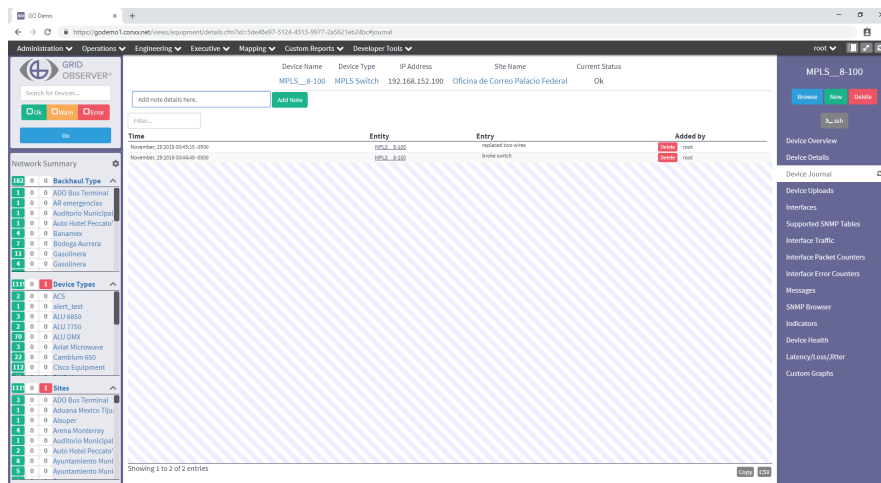 GO Demo
https://godemo1.conxx.net/views/equipment/details.cfm?id=5de48e97-5124-4313-9977-2a5621eb24bc#journal
Administration Operations Engineering Executive Mapping Custom Reports Developer Tools root
GRID
OBSERVER
Search for Devices...
Ok Warn Error
Go
Network Summary
182 0 0 Backhaul Type
1 0 0 ADO Bus Terminal
1 0 0 AR emergencias
1 0 0 Auditorio Municipal
1 0 0 Auto Hotel Peccato'
4 0 0 Banamex
7 0 0 Bodega Aurrera
11 0 0 Gasolinera
4 0 0 Gasolinera
0 1 Device Types
2 0 0 ACS
1 0 0 alert_test
3 0 0 ALU 6850
2 0 0 ALU 7750
70 0 0 ALU DMX
3 0 0 Aviat Microwave
22 0 0 Cambium 650
112 0 0 Cisco Equipment
0 1 Sites
3 0 0 ADO Bus Terminal
1 0 0 Aduana Mexico Tiju
1 0 0 Alsuper
4 0 0 Arena Monterrey
1 0 0 Auditorio Municipal
2 0 0 Auto Hotel Peccato'
8 0 0 Ayuntamiento Muni
5 0 0 Ayuntamiento Muni
Device Name Device Type IP Address Site Name Current Status
MPLS__8-100 MPLS Switch 192.168.152.100 Oficina de Correo Palacio Federal Ok
Add note details here. Add Note
Filter...
Time Entity Entry Added by
November, 28 2018 00:45:15 -0500 MPLS__8-100 replaced two wires Delete root
November, 29 2018 00:46:49 -0500 MPLS__8-100 broke switch Delete root
Showing 1 to 2 of 2 entries
Copy CSV
MPLS__8-100
Browse New Delete
ssh
Device Overview
Device Details
Device Journal
Device Uploads
Interfaces
Supported SNMP Tables
Interface Traffic
Interface Packet Counters
Interface Error Counters
Messages
SNMP Browser
Indicators
Device Health
Latency/Loss/Jitter
Custom Graphs